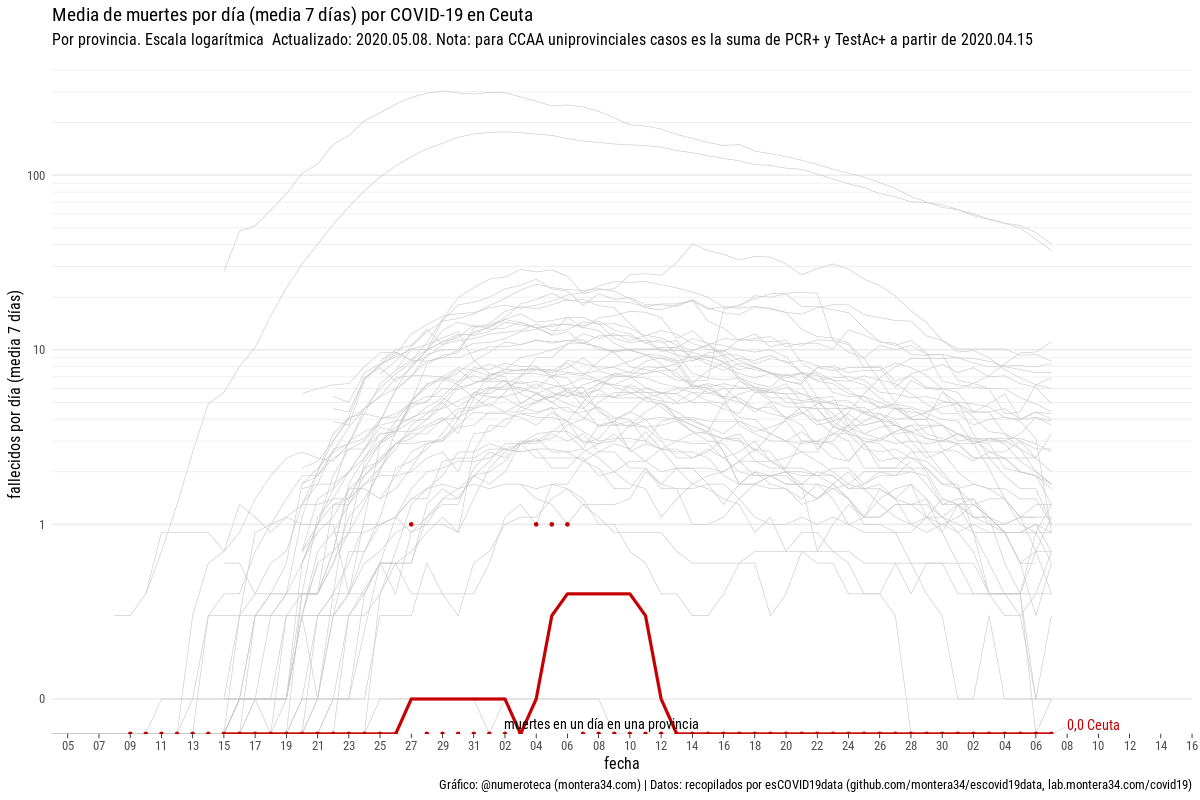 Media de muertes por día (media 7 días) por COVID-19 en Ceuta
Por provincia. Escala logarítmica  Actualizado: 2020.05.08. Nota: para CCAA uniprovinciales casos es la suma de PCR+ y TestAc+ a partir de 2020.04.15
fallecidos por día (media  7 días)
100
10
1
0
muertes en un día en una provincia
0,0 Ceuta
05 07 09 11 13 15 17 19 21 23 25 27 29 31 02 04 06 08 10 12 14 16 18 20 22 24 26 28 30 02 04 06 08 10 12 14 16
fecha
Gráfico: @numeroteca (montera34.com) | Datos: recopilados por esCOVID19data (github.com/montera34/escovid19data, lab.montera34.com/covid19)